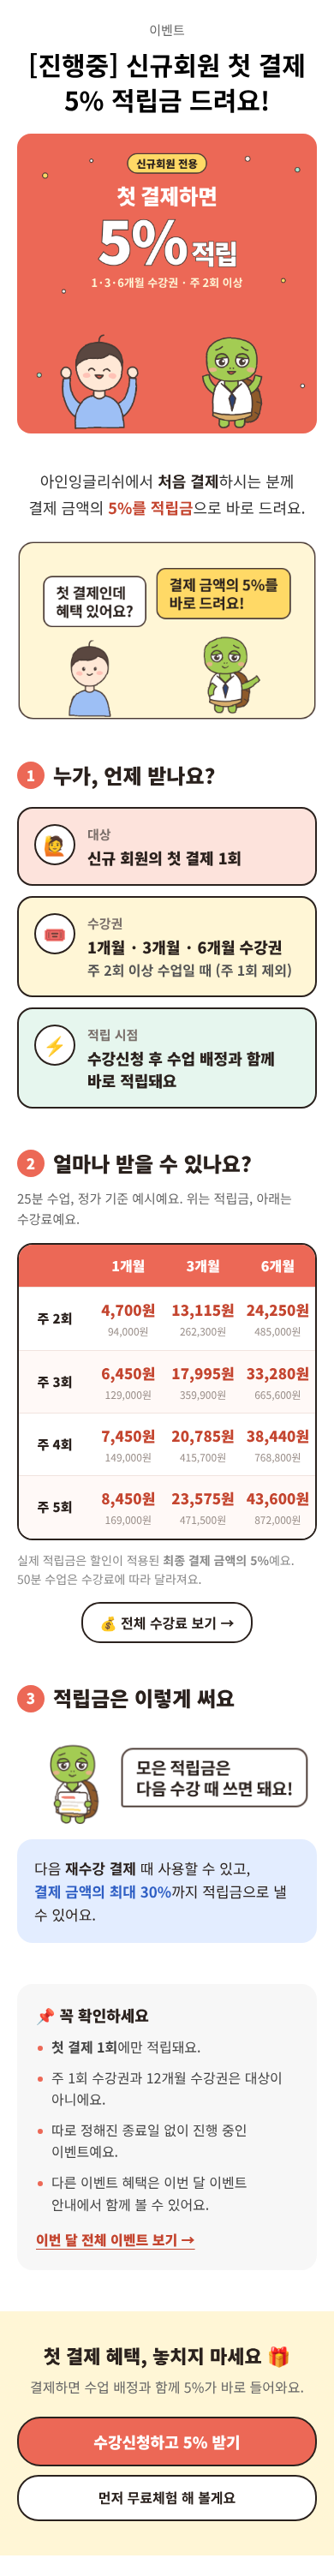 이벤트
[진행중] 신규회원 첫 결제
5% 적립금 드려요!
신규회원 전용
첫 결제하면
5% 적립
1·3·6개월 수강권 · 주 2회 이상
아인잉글리쉬에서 처음 결제하시는 분께
결제 금액의 5%를 적립금으로 바로 드려요.
첫 결제인데
혜택 있어요?
결제 금액의 5%를
바로 드려요!
1 누가, 언제 받나요?
대상
신규 회원의 첫 결제 1회
수강권
1개월 · 3개월 · 6개월 수강권
주 2회 이상 수업일 때 (주 1회 제외)
적립 시점
수강신청 후 수업 배정과 함께
바로 적립돼요
2 얼마나 받을 수 있나요?
25분 수업, 정가 기준 예시예요. 위는 적립금, 아래는
수강료예요.
1개월 3개월 6개월
주 2회 4,700원 13,115원 24,250원
94,000원 262,300원 485,000원
주 3회 6,450원 17,995원 33,280원
129,000원 359,900원 665,600원
주 4회 7,450원 20,785원 38,440원
149,000원 415,700원 768,800원
주 5회 8,450원 23,575원 43,600원
169,000원 471,500원 872,000원
실제 적립금은 할인이 적용된 최종 결제 금액의 5%예요.
50분 수업은 수강료에 따라 달라져요.
💰 전체 수강료 보기 →
3 적립금은 이렇게 써요
모은 적립금은
다음 수강 때 쓰면 돼요!
다음 재수강 결제 때 사용할 수 있고,
결제 금액의 최대 30%까지 적립금으로 낼
수 있어요.
📌 꼭 확인하세요
• 첫 결제 1회에만 적립돼요.
• 주 1회 수강권과 12개월 수강권은 대상이
아니에요.
• 따로 정해진 종료일 없이 진행 중인
이벤트예요.
• 다른 이벤트 혜택은 이번 달 이벤트
안내에서 함께 볼 수 있어요.
이번 달 전체 이벤트 보기 →
첫 결제 혜택, 놓치지 마세요 🎁
결제하면 수업 배정과 함께 5%가 바로 들어와요.
수강신청하고 5% 받기
먼저 무료체험 해 볼게요